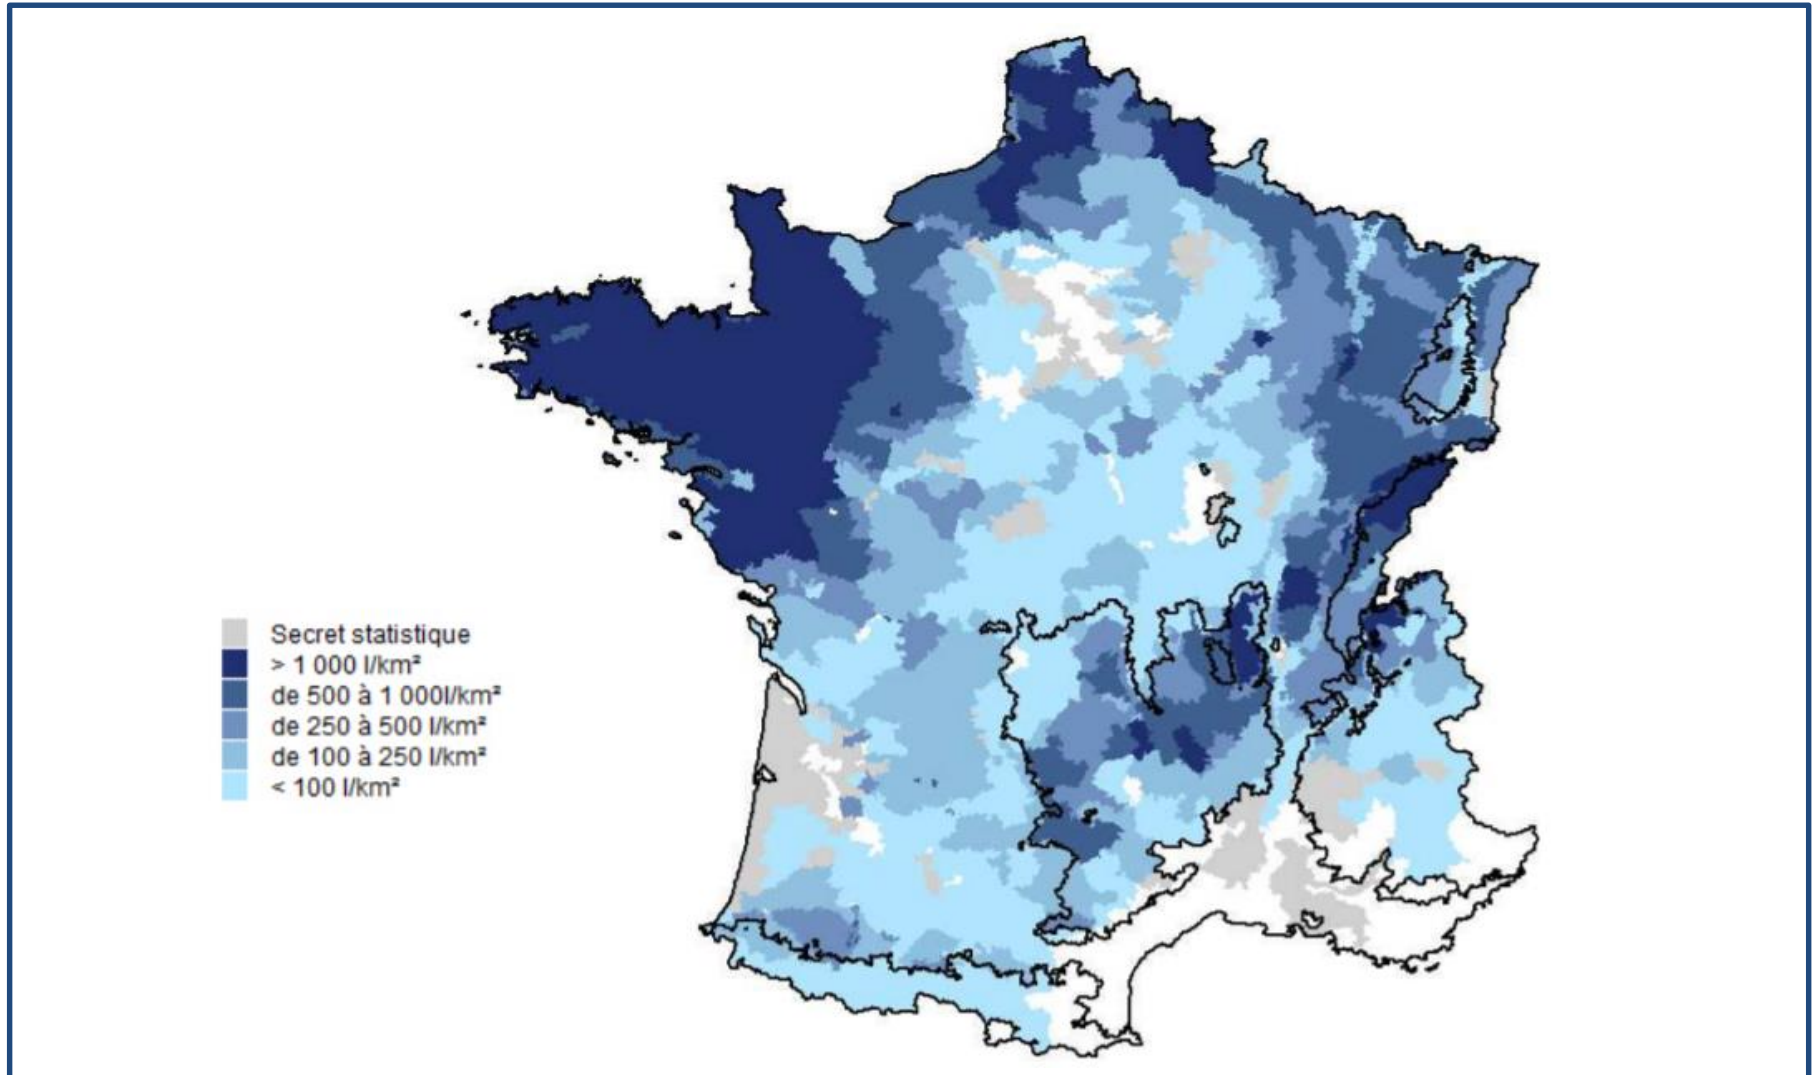 Secret statistique
> 1 000 l/km²
de 500 à 1 000l/km²
de 250 à 500 l/km²
de 100 à 250 l/km²
< 100 l/km²